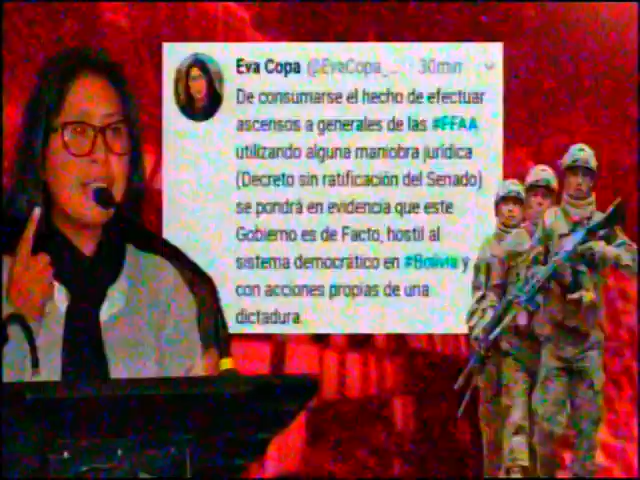 Eva Copa @EvaCopa_... · 30min
De consumarse el hecho de efectuar
ascensos a generales de las #FFAA
utilizando alguna maniobra jurídica
(Decreto sin ratificación del Senado)
se pondrá en evidencia que este
Gobierno es de Facto, hostil al
sistema democrático en #Bolivia y
con acciones propias de una
dictadura.